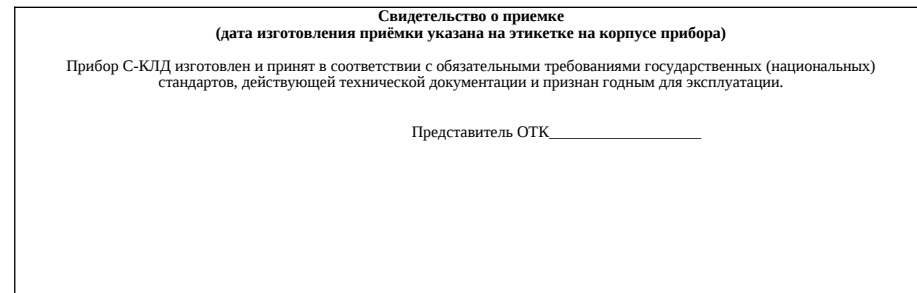 Свидетельство о приемке
(дата изготовления приёмки указана на этикетке на корпусе прибора)
Прибор С-КЛД изготовлен и принят в соответствии с обязательными требованиями государственных (национальных)
стандартов, действующей технической документации и признан годным для эксплуатации.
Представитель ОТК___________________